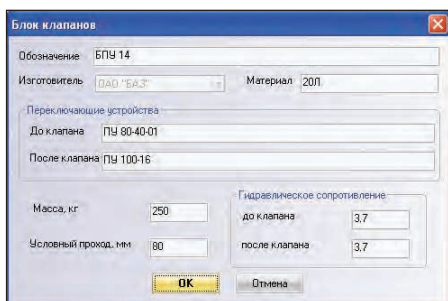 Блок клапанов
Обозначение БПУ 14
Изготовитель ОАО "БАЗ" Материал 20Л
Переключающие устройства
До клапана ПУ 80-40-01
После клапана ПУ 100-16
Гидравлическое сопротивление
Масса, кг 250 до клапана 3,7
Условный проход, мм 80 после клапана 3,7
OK Отмена